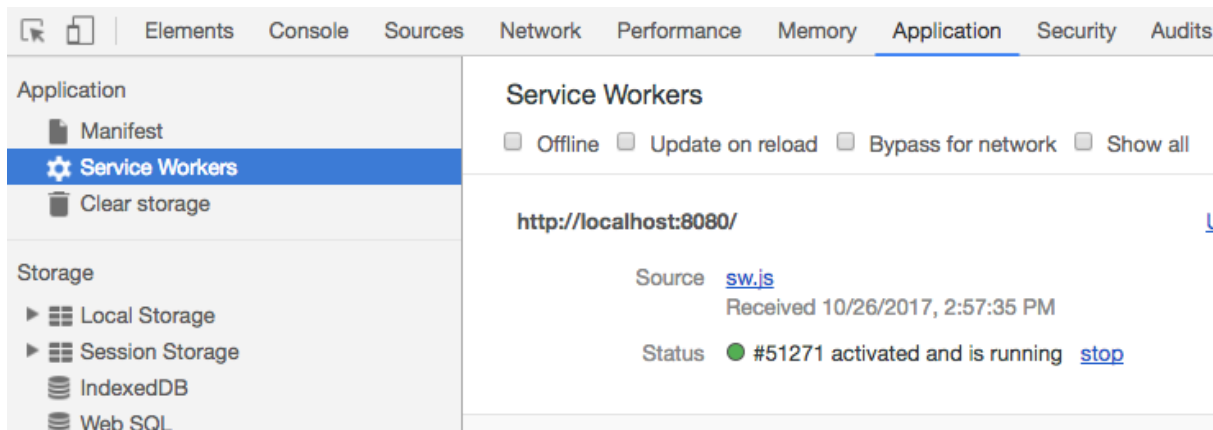 Elements Console Sources Network Performance Memory Application Security Audits
Application
Manifest
Service Workers
Clear storage
Storage
Local Storage
Session Storage
IndexedDB
Web SQL
Service Workers
Offline Update on reload Bypass for network Show all
http://localhost:8080/
Source sw.js
Received 10/26/2017, 2:57:35 PM
Status #51271 activated and is running stop